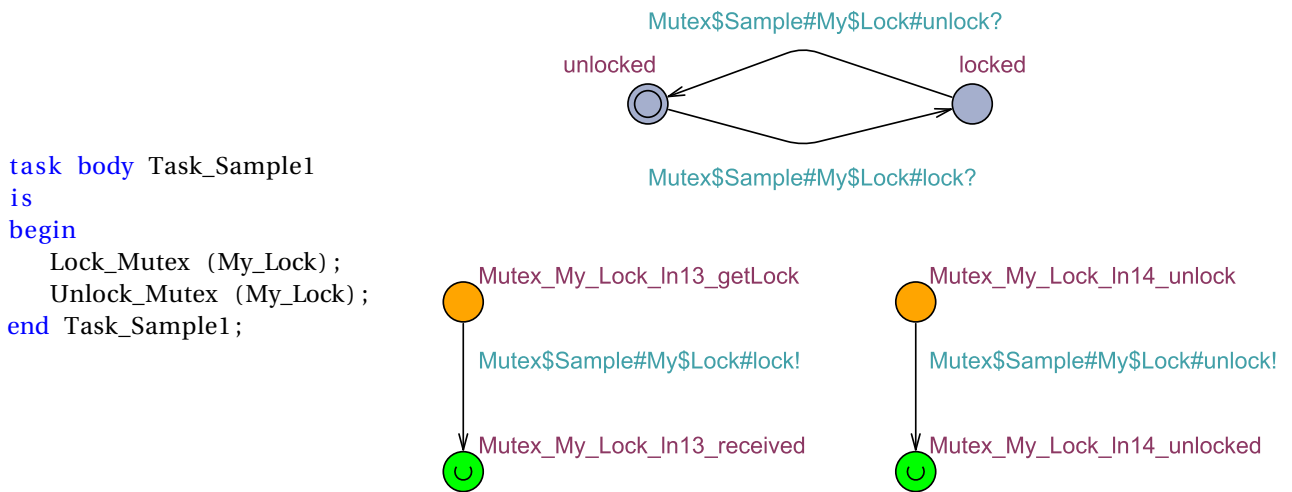 task body Task_Sample1
is
begin
Lock_Mutex (My_Lock);
Unlock_Mutex (My_Lock);
end Task_Sample1;
Mutex$Sample#My$Lock#unlock?
unlocked
locked
Mutex$Sample#My$Lock#lock?
Mutex_My_Lock_ln13_getLock
Mutex$Sample#My$Lock#lock!
Mutex_My_Lock_ln13_received
Mutex_My_Lock_ln14_unlock
Mutex$Sample#My$Lock#unlock!
Mutex_My_Lock_ln14_unlocked